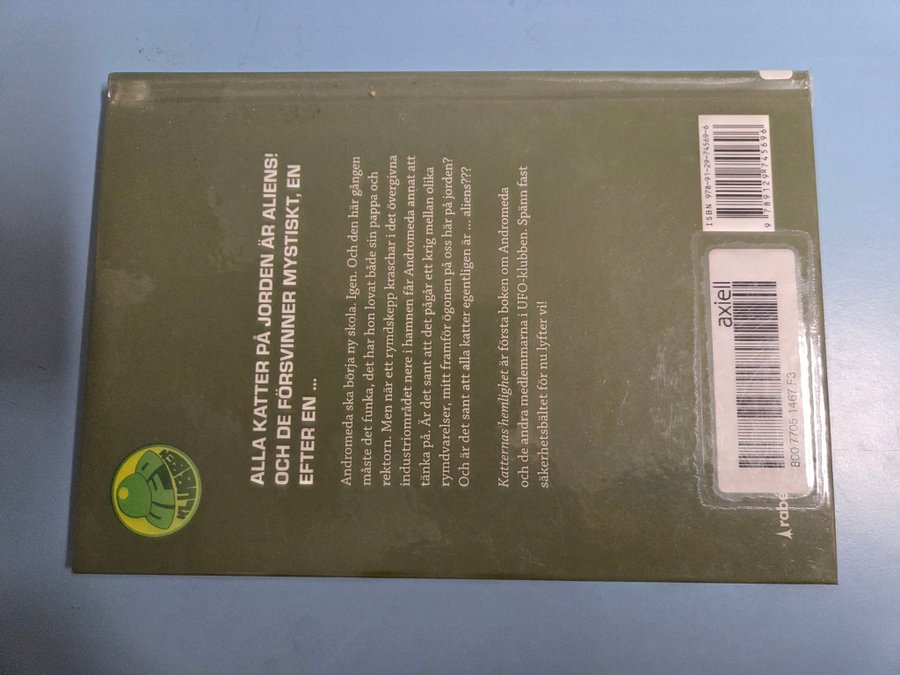 KLUBBEN
ALLA KATTER PÅ JORDEN ÄR ALIENS!
OCH DE FÖRSVINNER MYSTISKT, EN
EFTER EN ...
Andromeda ska börja ny skola. Igen. Och den här gången
måste det funka, det har hon lovat både sin pappa och
rektorn. Men när ett rymdskepp kraschar i det övergivna
industriområdet nere i hamnen får Andromeda annat att
tänka på. Är det sant att det pågår ett krig mellan olika
rymdvarelser, mitt framför ögonen på oss här på jorden?
Och är det sant att alla katter egentligen är ... aliens???
Katternas hemlighet är första boken om Andromeda
och de andra medlemmarna i UFO-klubben. Spänn fast
säkerhetsbältet för nu lyfter vi!
ISBN 978-91-29-74569-6
9 789129 745696
axiell
800 7705 1467 F3